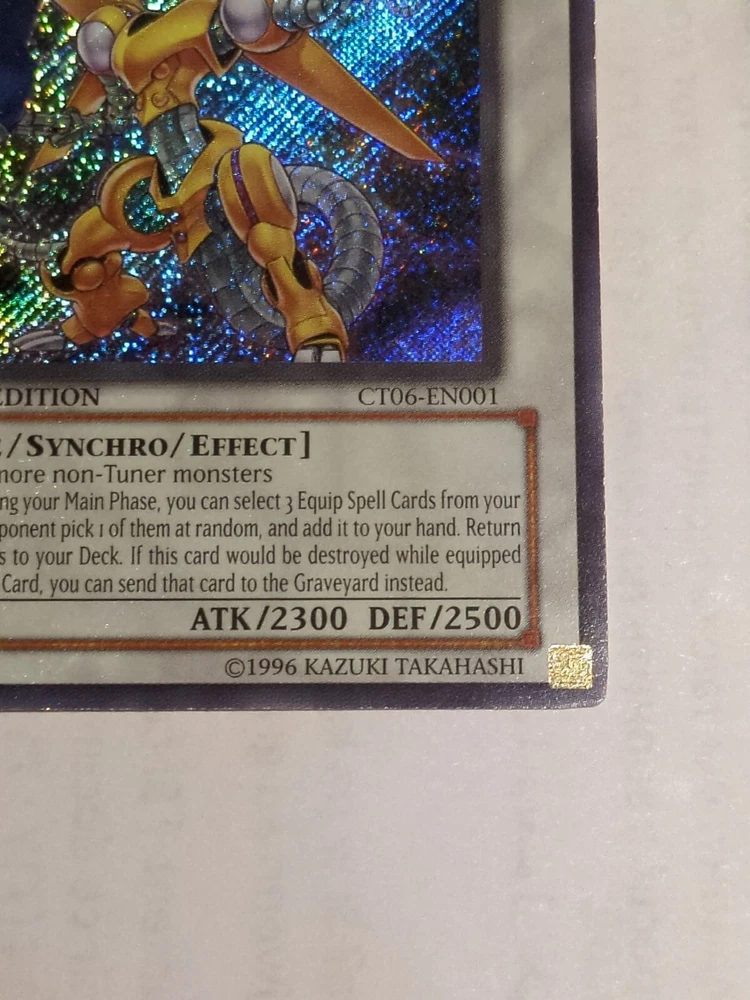 EDITION
CT06-EN001
/SYNCHRO/EFFECT]
more non-Tuner monsters
ng your Main Phase, you can select 3 Equip Spell Cards from your
ponent pick 1 of them at random, and add it to your hand. Return
s to your Deck. If this card would be destroyed while equipped
Card, you can send that card to the Graveyard instead.
ATK/2300 DEF/2500
©1996 KAZUKI TAKAHASHI